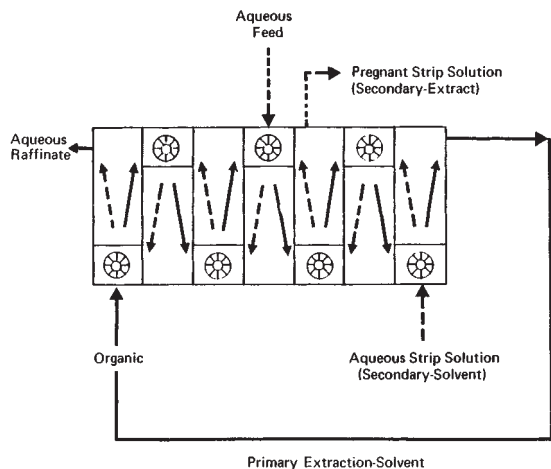 Aqueous
Feed
Pregnant Strip Solution
(Secondary-Extract)
Aqueous
Raffinate
Organic
Aqueous Strip Solution
(Secondary-Solvent)
Primary Extraction-Solvent